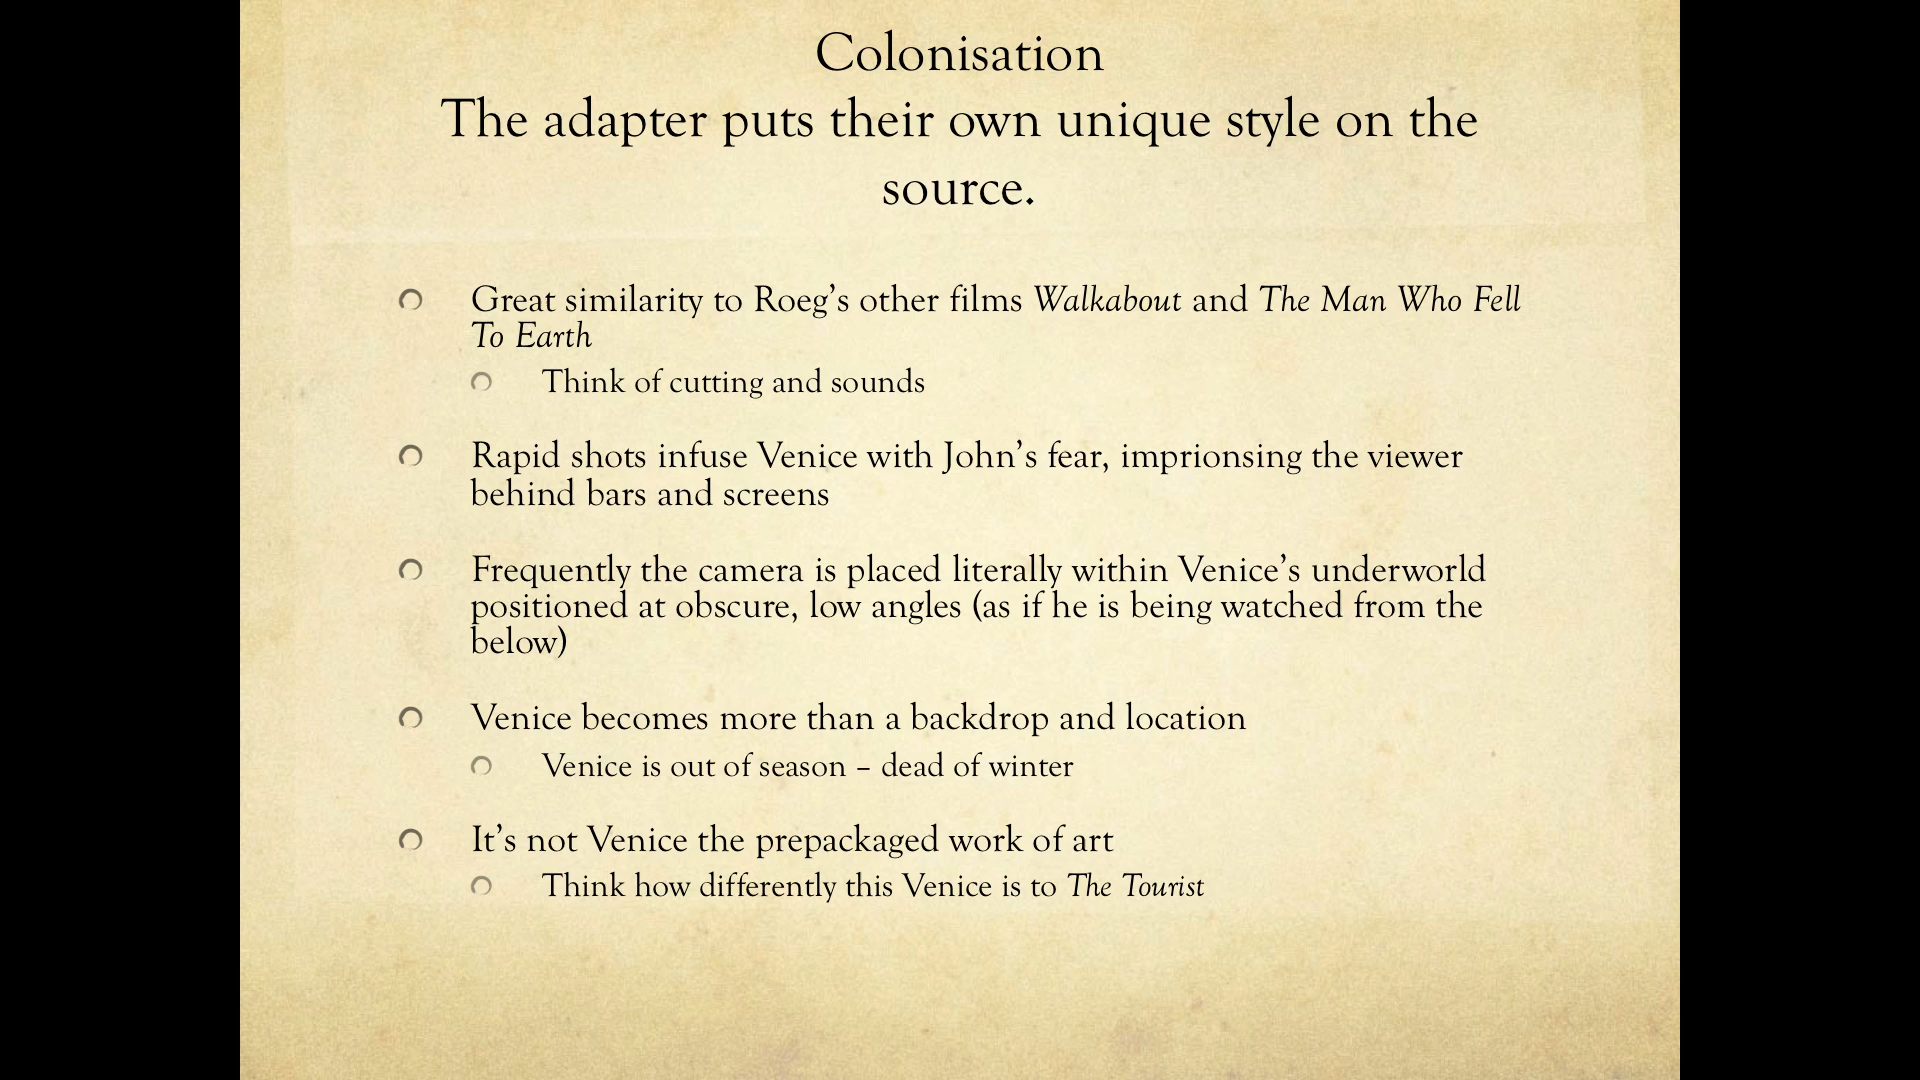 Colonisation
The adapter puts their own unique style on the
source.
Great similarity to Roeg’s other films Walkabout and The Man Who Fell
To Earth
Think of cutting and sounds
Rapid shots infuse Venice with John’s fear, imprionsing the viewer
behind bars and screens
Frequently the camera is placed literally within Venice’s underworld
positioned at obscure, low angles (as if he is being watched from the
below)
Venice becomes more than a backdrop and location
Venice is out of season – dead of winter
It’s not Venice the prepackaged work of art
Think how differently this Venice is to The Tourist